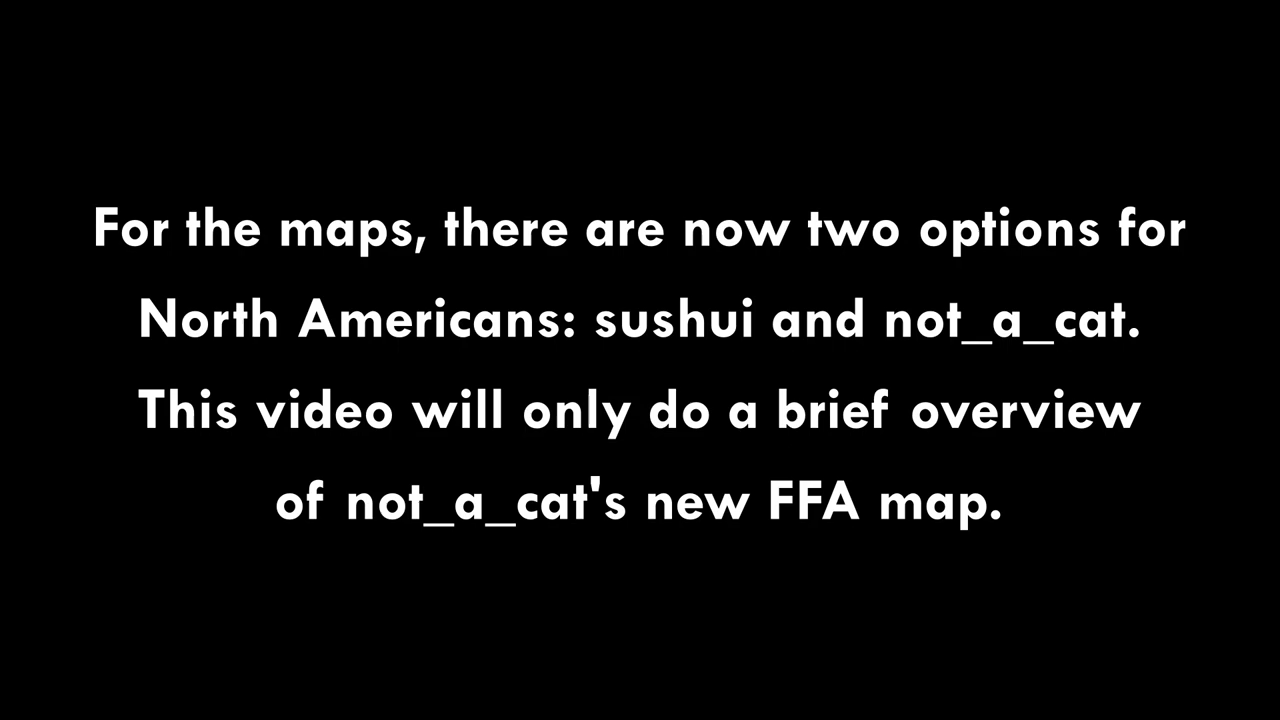 For the maps, there are now two options for
North Americans: sushui and not_a_cat.
This video will only do a brief overview
of not_a_cat's new FFA map.